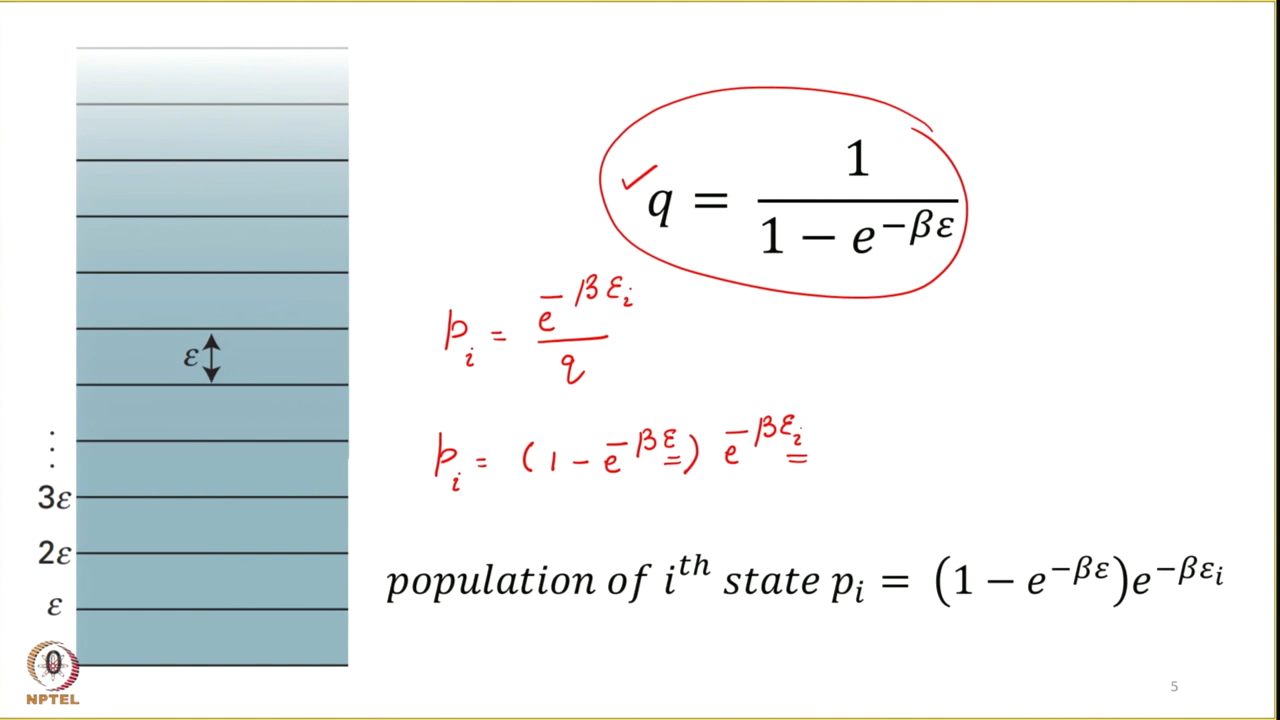 q = 1 / (1 − e^{−βε})
p_i = e^{−βε_i} / q
p_i = (1 − e^{−βε}) e^{−βε_i}
population of i^{th} state p_i = (1 − e^{−βε})e^{−βε_i}
ε
⋮
3ε
2ε
ε
0
NPTEL
5